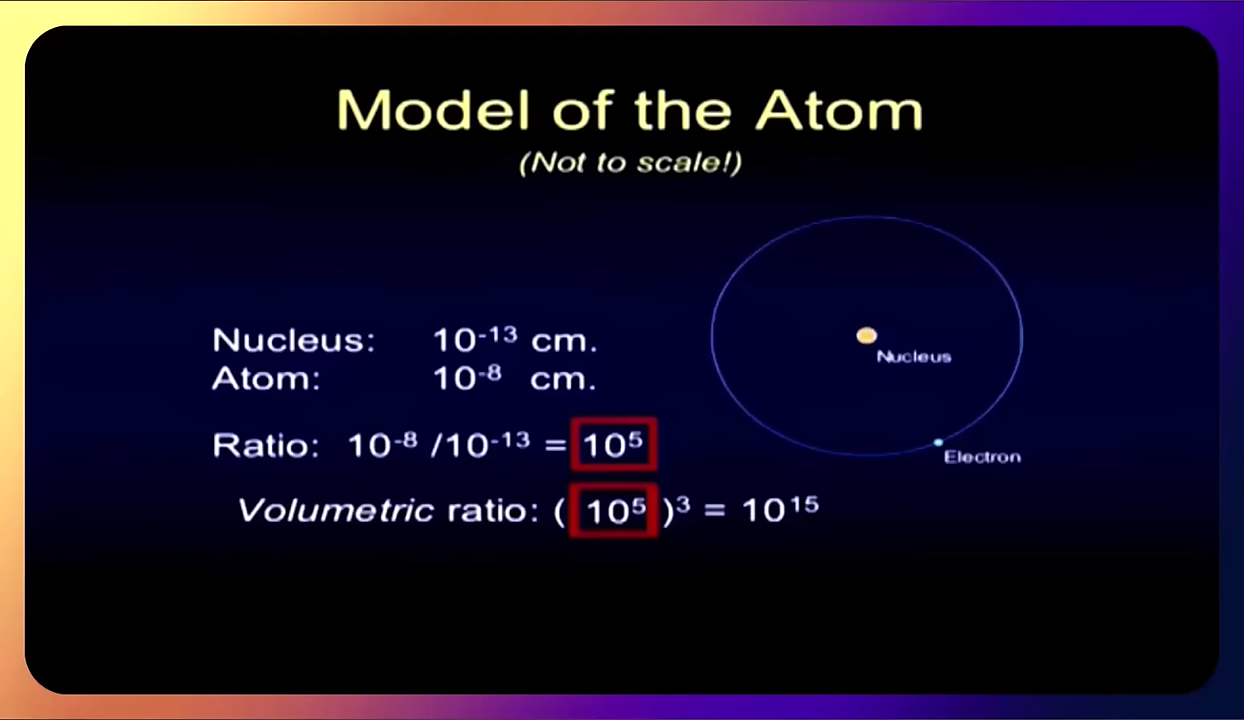 Model of the Atom
(Not to scale!)
Nucleus: 10⁻¹³ cm.
Atom: 10⁻⁸ cm.
Ratio: 10⁻⁸ /10⁻¹³ = 10⁵
Volumetric ratio: ( 10⁵ )³ = 10¹⁵
Nucleus
Electron